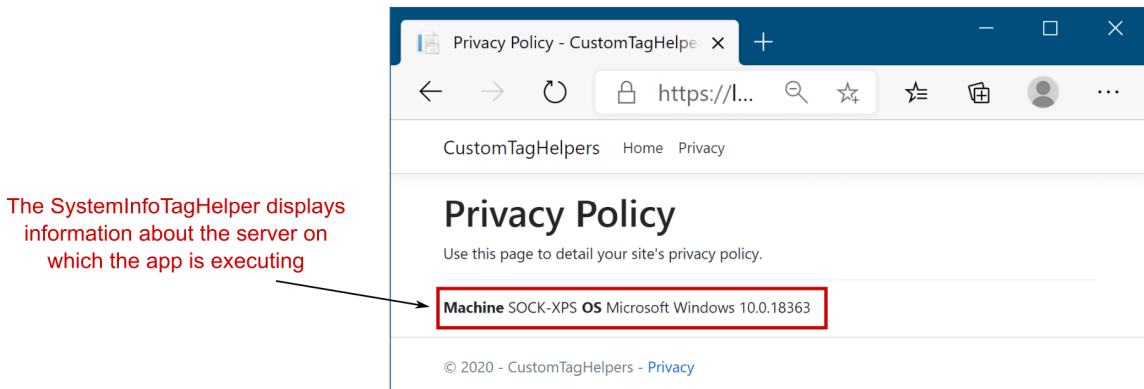 Privacy Policy - CustomTagHelpe
https://l...
CustomTagHelpers Home Privacy
The SystemInfoTagHelper displays
information about the server on
which the app is executing
Privacy Policy
Use this page to detail your site's privacy policy.
Machine SOCK-XPS OS Microsoft Windows 10.0.18363
© 2020 - CustomTagHelpers - Privacy